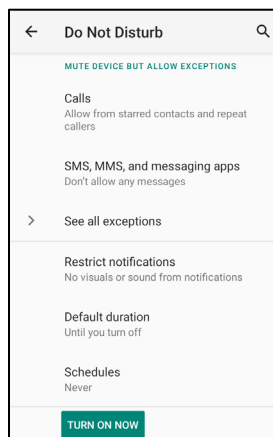 Do Not Disturb
MUTE DEVICE BUT ALLOW EXCEPTIONS
Calls
Allow from starred contacts and repeat
callers
SMS, MMS, and messaging apps
Don't allow any messages
See all exceptions
Restrict notifications
No visuals or sound from notifications
Default duration
Until you turn off
Schedules
Never
TURN ON NOW